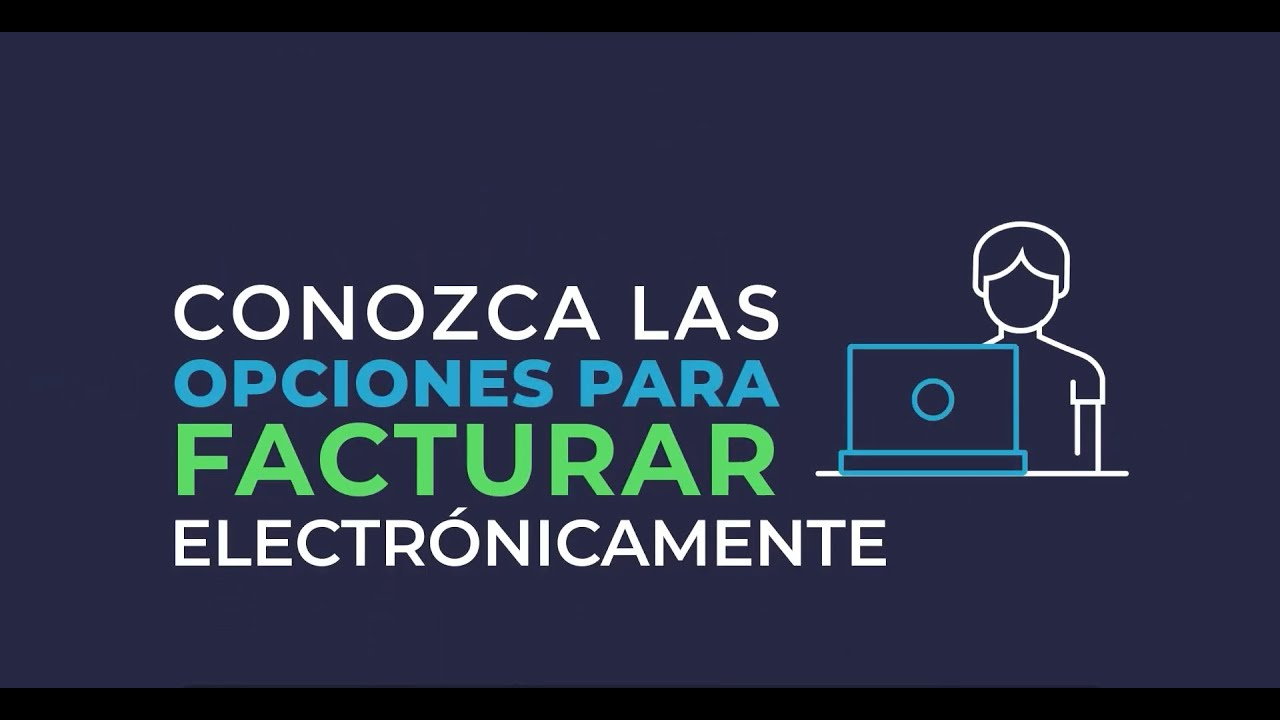 CONOZCA LAS
OPCIONES PARA
FACTURAR
ELECTRÓNICAMENTE